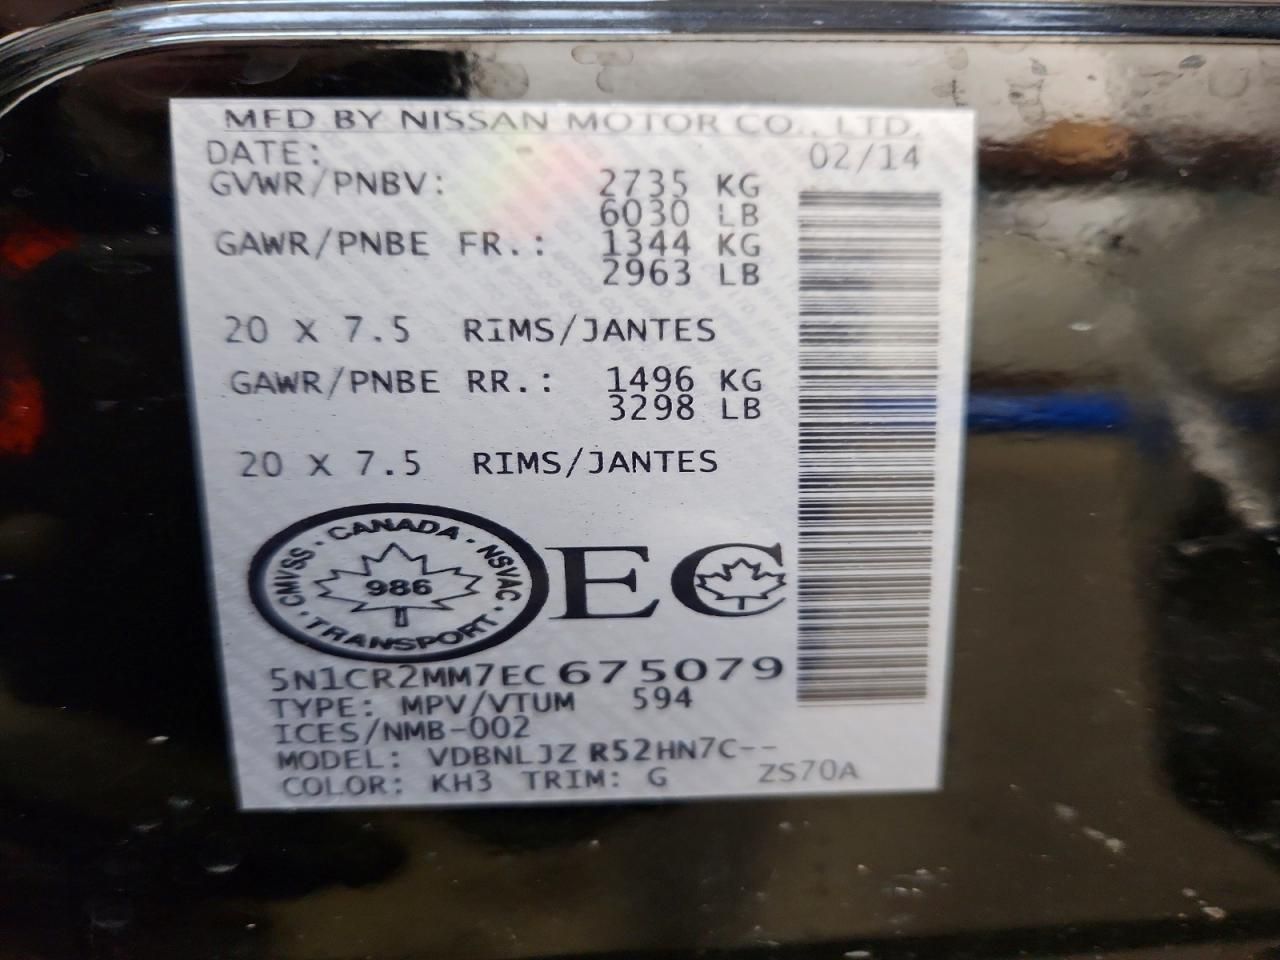 MFD BY NISSAN MOTOR CO., LTD.
DATE: 02/14
GVWR/PNBV: 2735 KG
6030 LB
GAWR/PNBE FR.: 1344 KG
2963 LB
20 X 7.5 RIMS/JANTES
GAWR/PNBE RR.: 1496 KG
3298 LB
20 X 7.5 RIMS/JANTES
CANADA · NSVAC · TRANSPORT · CMVSS ·
986
EC
5N1CR2MM7EC675079
TYPE: MPV/VTUM 594
ICES/NMB-002
MODEL: VDBNLJZ R52HN7C--
COLOR: KH3 TRIM: G ZS70A